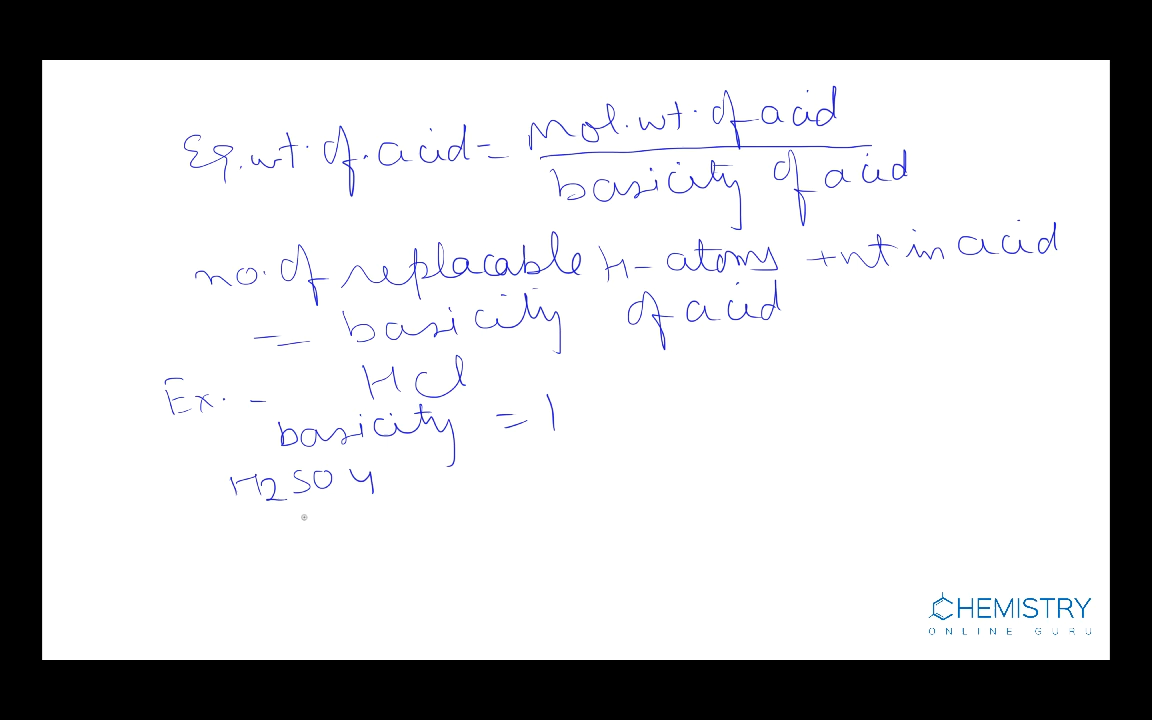 Eq.wt.of.acid = Mol.wt.of acid
basicity of acid
no.of replacable H-atoms +nt in acid
= basicity of acid
Ex. - HCl
basicity = 1
H2SO4
CHEMISTRY
ONLINE GURU